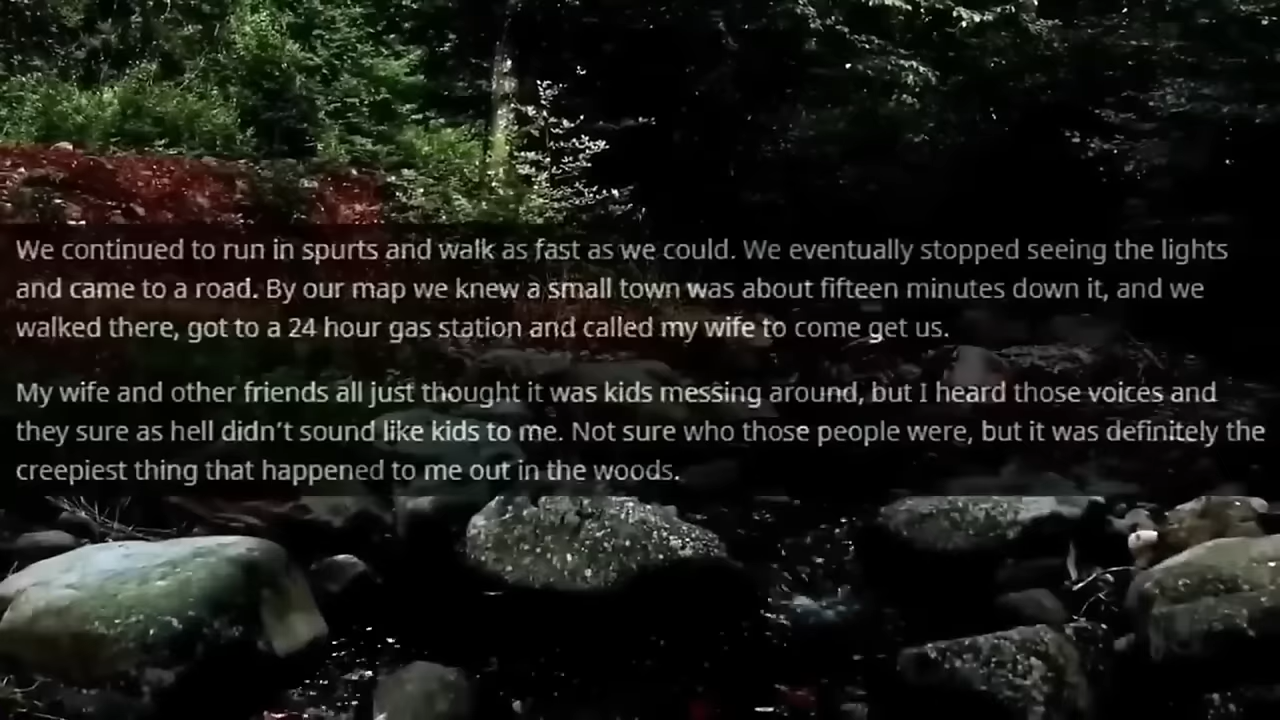 We continued to run in spurts and walk as fast as we could. We eventually stopped seeing the lights
and came to a road. By our map we knew a small town was about fifteen minutes down it, and we
walked there, got to a 24 hour gas station and called my wife to come get us.
My wife and other friends all just thought it was kids messing around, but I heard those voices and
they sure as hell didn’t sound like kids to me. Not sure who those people were, but it was definitely the
creepiest thing that happened to me out in the woods.